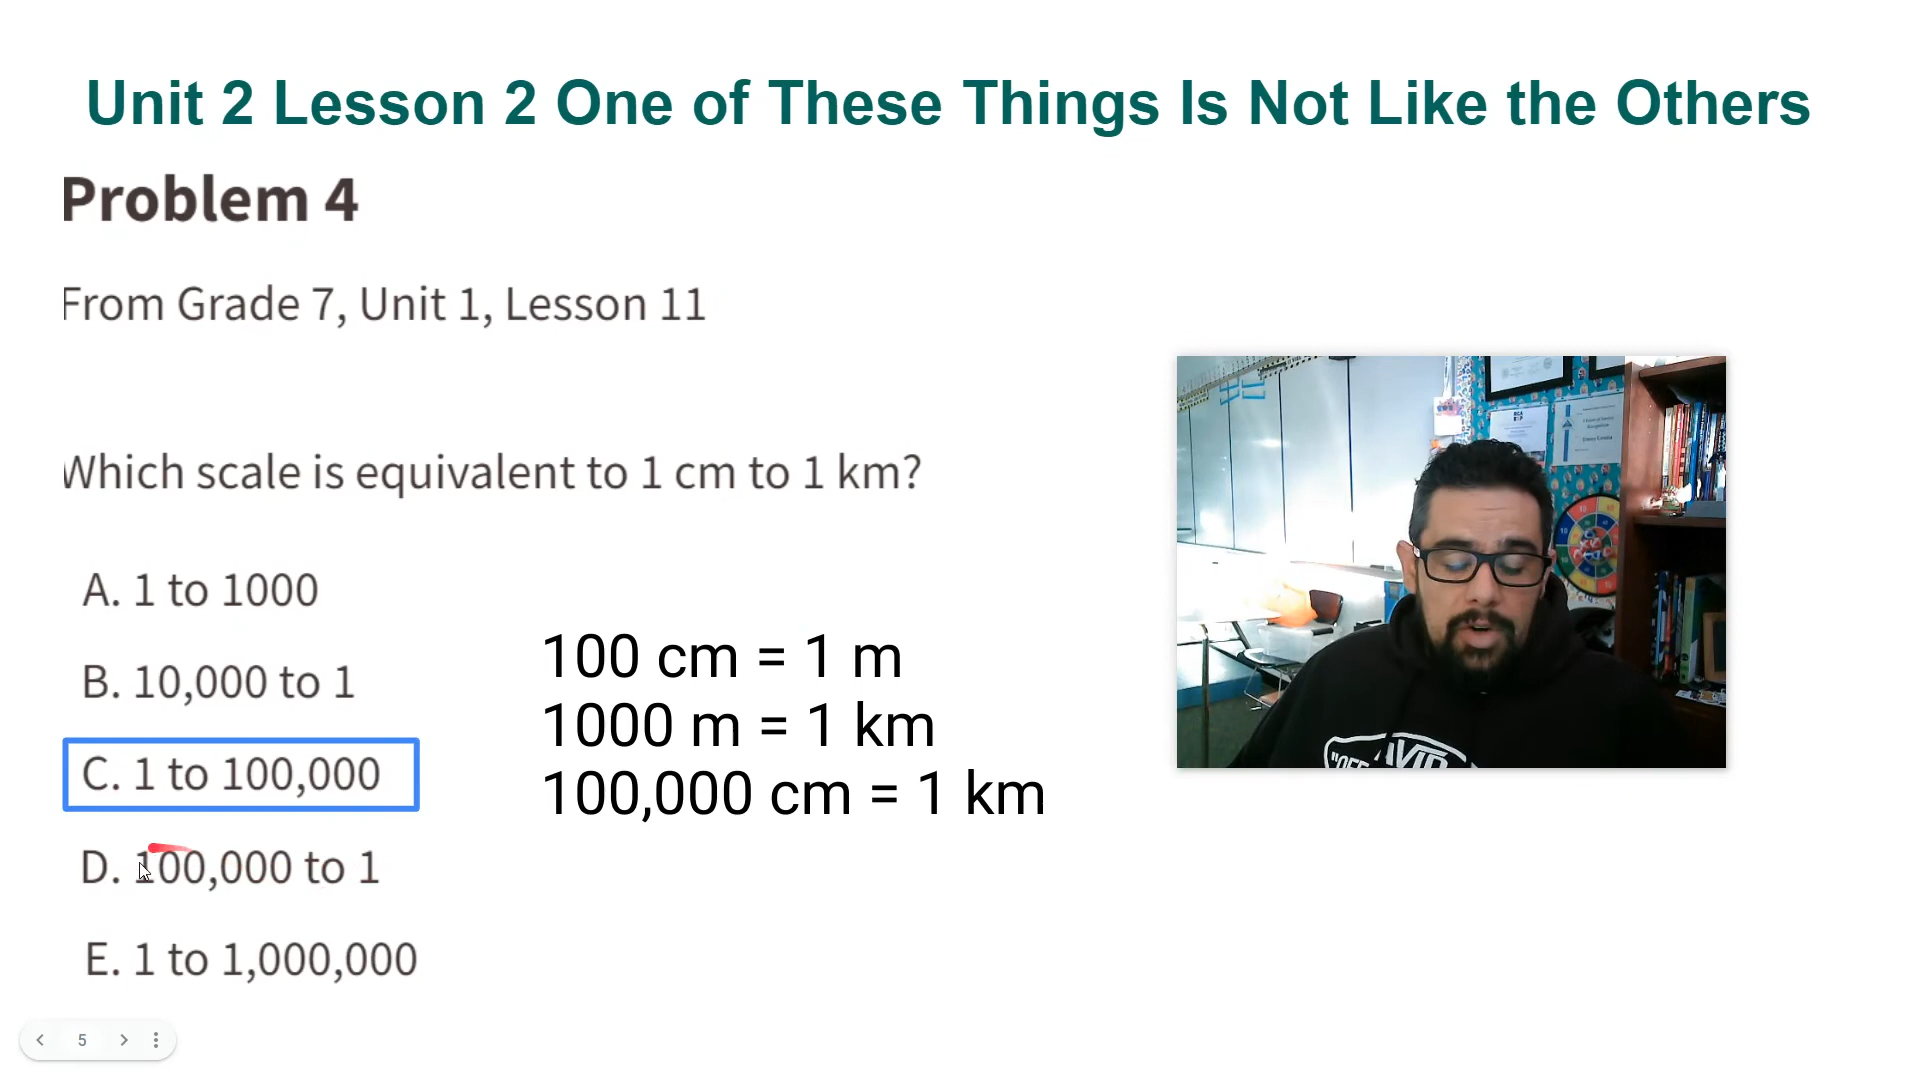 Unit 2 Lesson 2 One of These Things Is Not Like the Others
Problem 4
From Grade 7, Unit 1, Lesson 11
Which scale is equivalent to 1 cm to 1 km?
A. 1 to 1000
B. 10,000 to 1
C. 1 to 100,000
D. 100,000 to 1
E. 1 to 1,000,000
100 cm = 1 m
1000 m = 1 km
100,000 cm = 1 km
"OFF
AVID
5